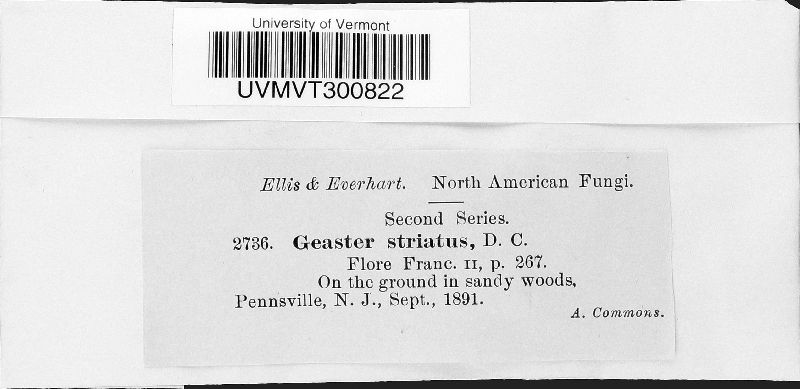 University of Vermont
UVMVT300822
Ellis & Everhart. North American Fungi.
Second Series.
2736. Geaster striatus, D. C.
Flore Franc. II, p. 267.
On the ground in sandy woods,
Pennsville, N. J., Sept., 1891.
A. Commons.